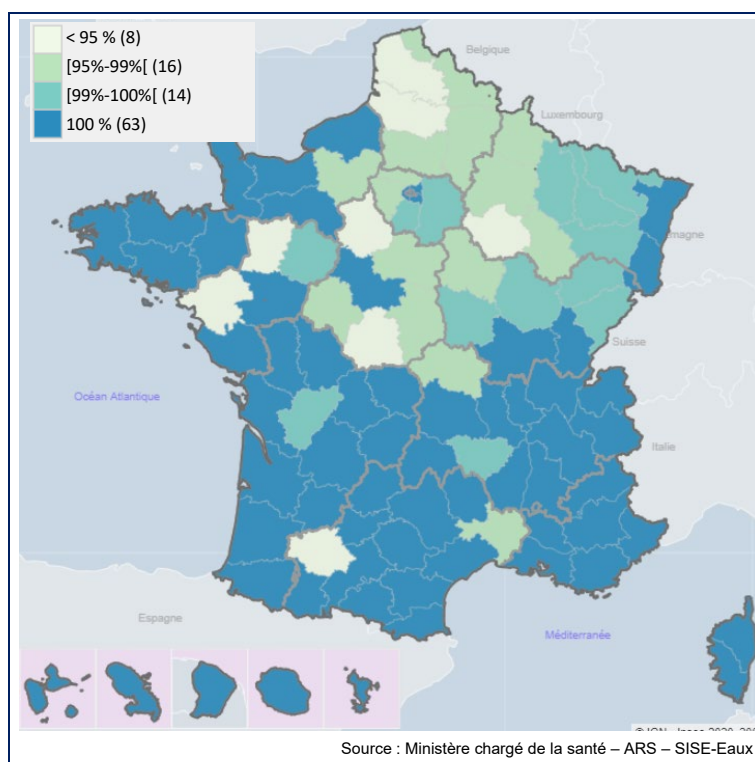 < 95 % (8)
[95%-99%[ (16)
[99%-100%[ (14)
100 % (63)
Belgique
Luxembourg
emagne
Suisse
Océan Atlantique
Italie
Espagne
Méditerranée
Source : Ministère chargé de la santé – ARS – SISE-Eaux